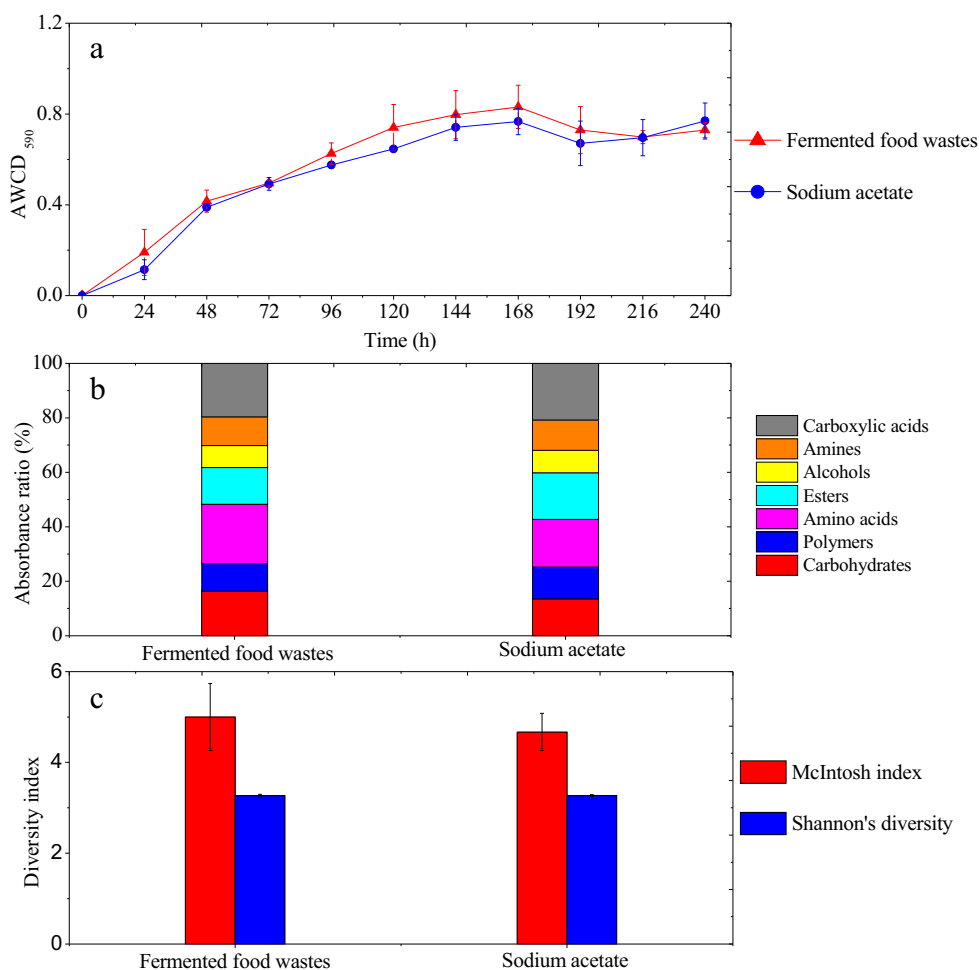 a
1.2
0.8
0.4
0.0
AWCD 590
0 24 48 72 96 120 144 168 192 216 240
Time (h)
Fermented food wastes
Sodium acetate
b
100
80
60
40
20
0
Absorbance ratio (%)
Fermented food wastes Sodium acetate
Carboxylic acids
Amines
Alcohols
Esters
Amino acids
Polymers
Carbohydrates
c
6
4
2
0
Diversity index
Fermented food wastes Sodium acetate
McIntosh index
Shannon's diversity